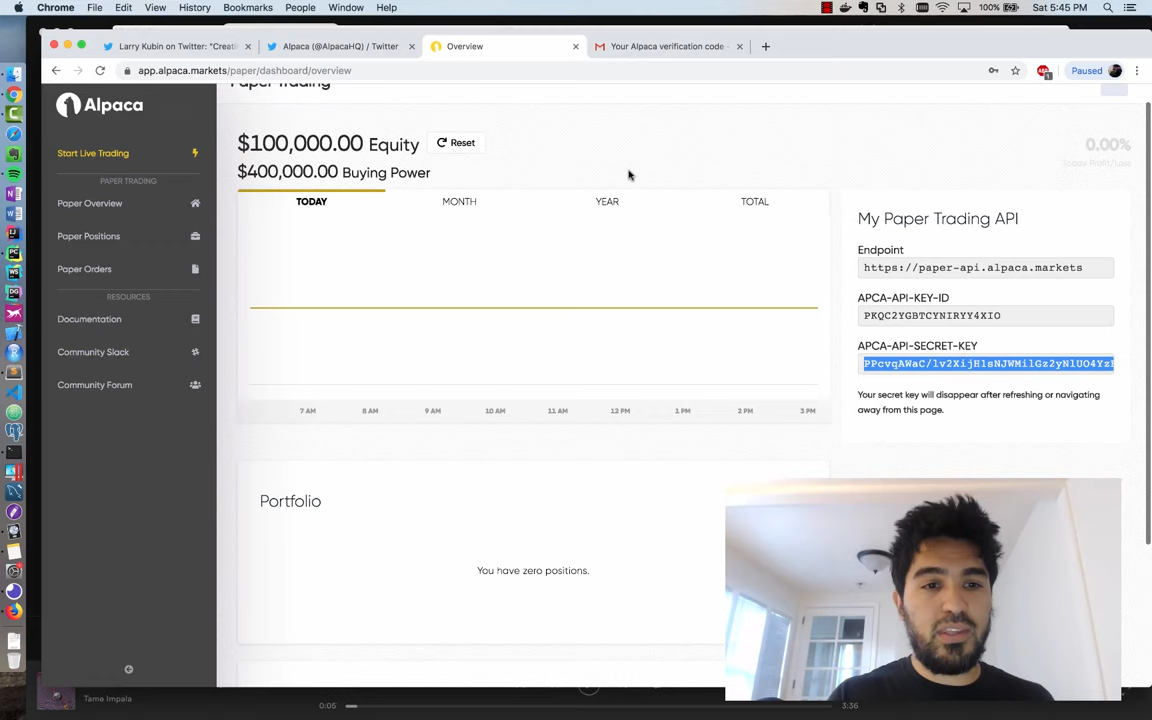 Chrome File Edit View History Bookmarks People Window Help 100% Sat 5:45 PM
Larry Kubin on Twitter: "Creati
Alpaca (@AlpacaHQ) / Twitter
Overview
Your Alpaca verification code -
app.alpaca.markets/paper/dashboard/overview
Paused
Alpaca
Paper Trading
Start Live Trading
PAPER TRADING
Paper Overview
Paper Positions
Paper Orders
RESOURCES
Documentation
Community Slack
Community Forum
$100,000.00 Equity
Reset
$400,000.00 Buying Power
0.00%
Today Profit/Loss
TODAY MONTH YEAR TOTAL
7 AM 8 AM 9 AM 10 AM 11 AM 12 PM 1 PM 2 PM 3 PM
My Paper Trading API
Endpoint
https://paper-api.alpaca.markets
APCA-API-KEY-ID
PKQC2YGBTCYNIRYY4XIO
APCA-API-SECRET-KEY
Your secret key will disappear after refreshing or navigating
away from this page.
Portfolio
You have zero positions.
Tame Impala
0:06
3:36